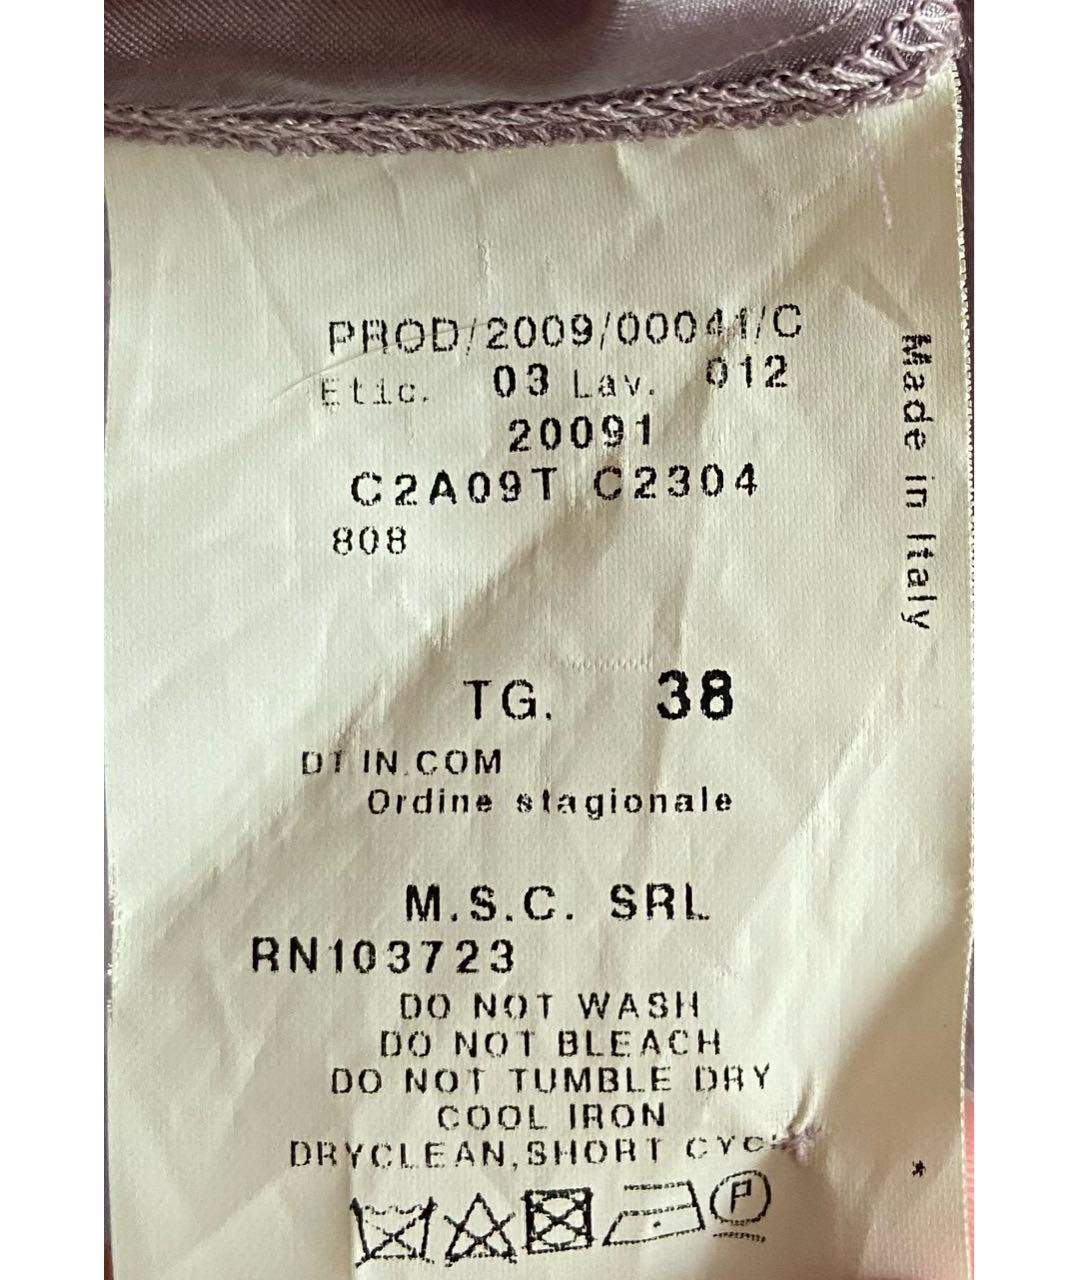 PROD/2009/00041/C
Etic. 03 Lav. 012
20091
C2A09T C2304
808
Made in Italy
TG. 38
DT IN.COM
Ordine stagionale
M.S.C. SRL
RN103723
DO NOT WASH
DO NOT BLEACH
DO NOT TUMBLE DRY
COOL IRON
DRYCLEAN,SHORT
*
P